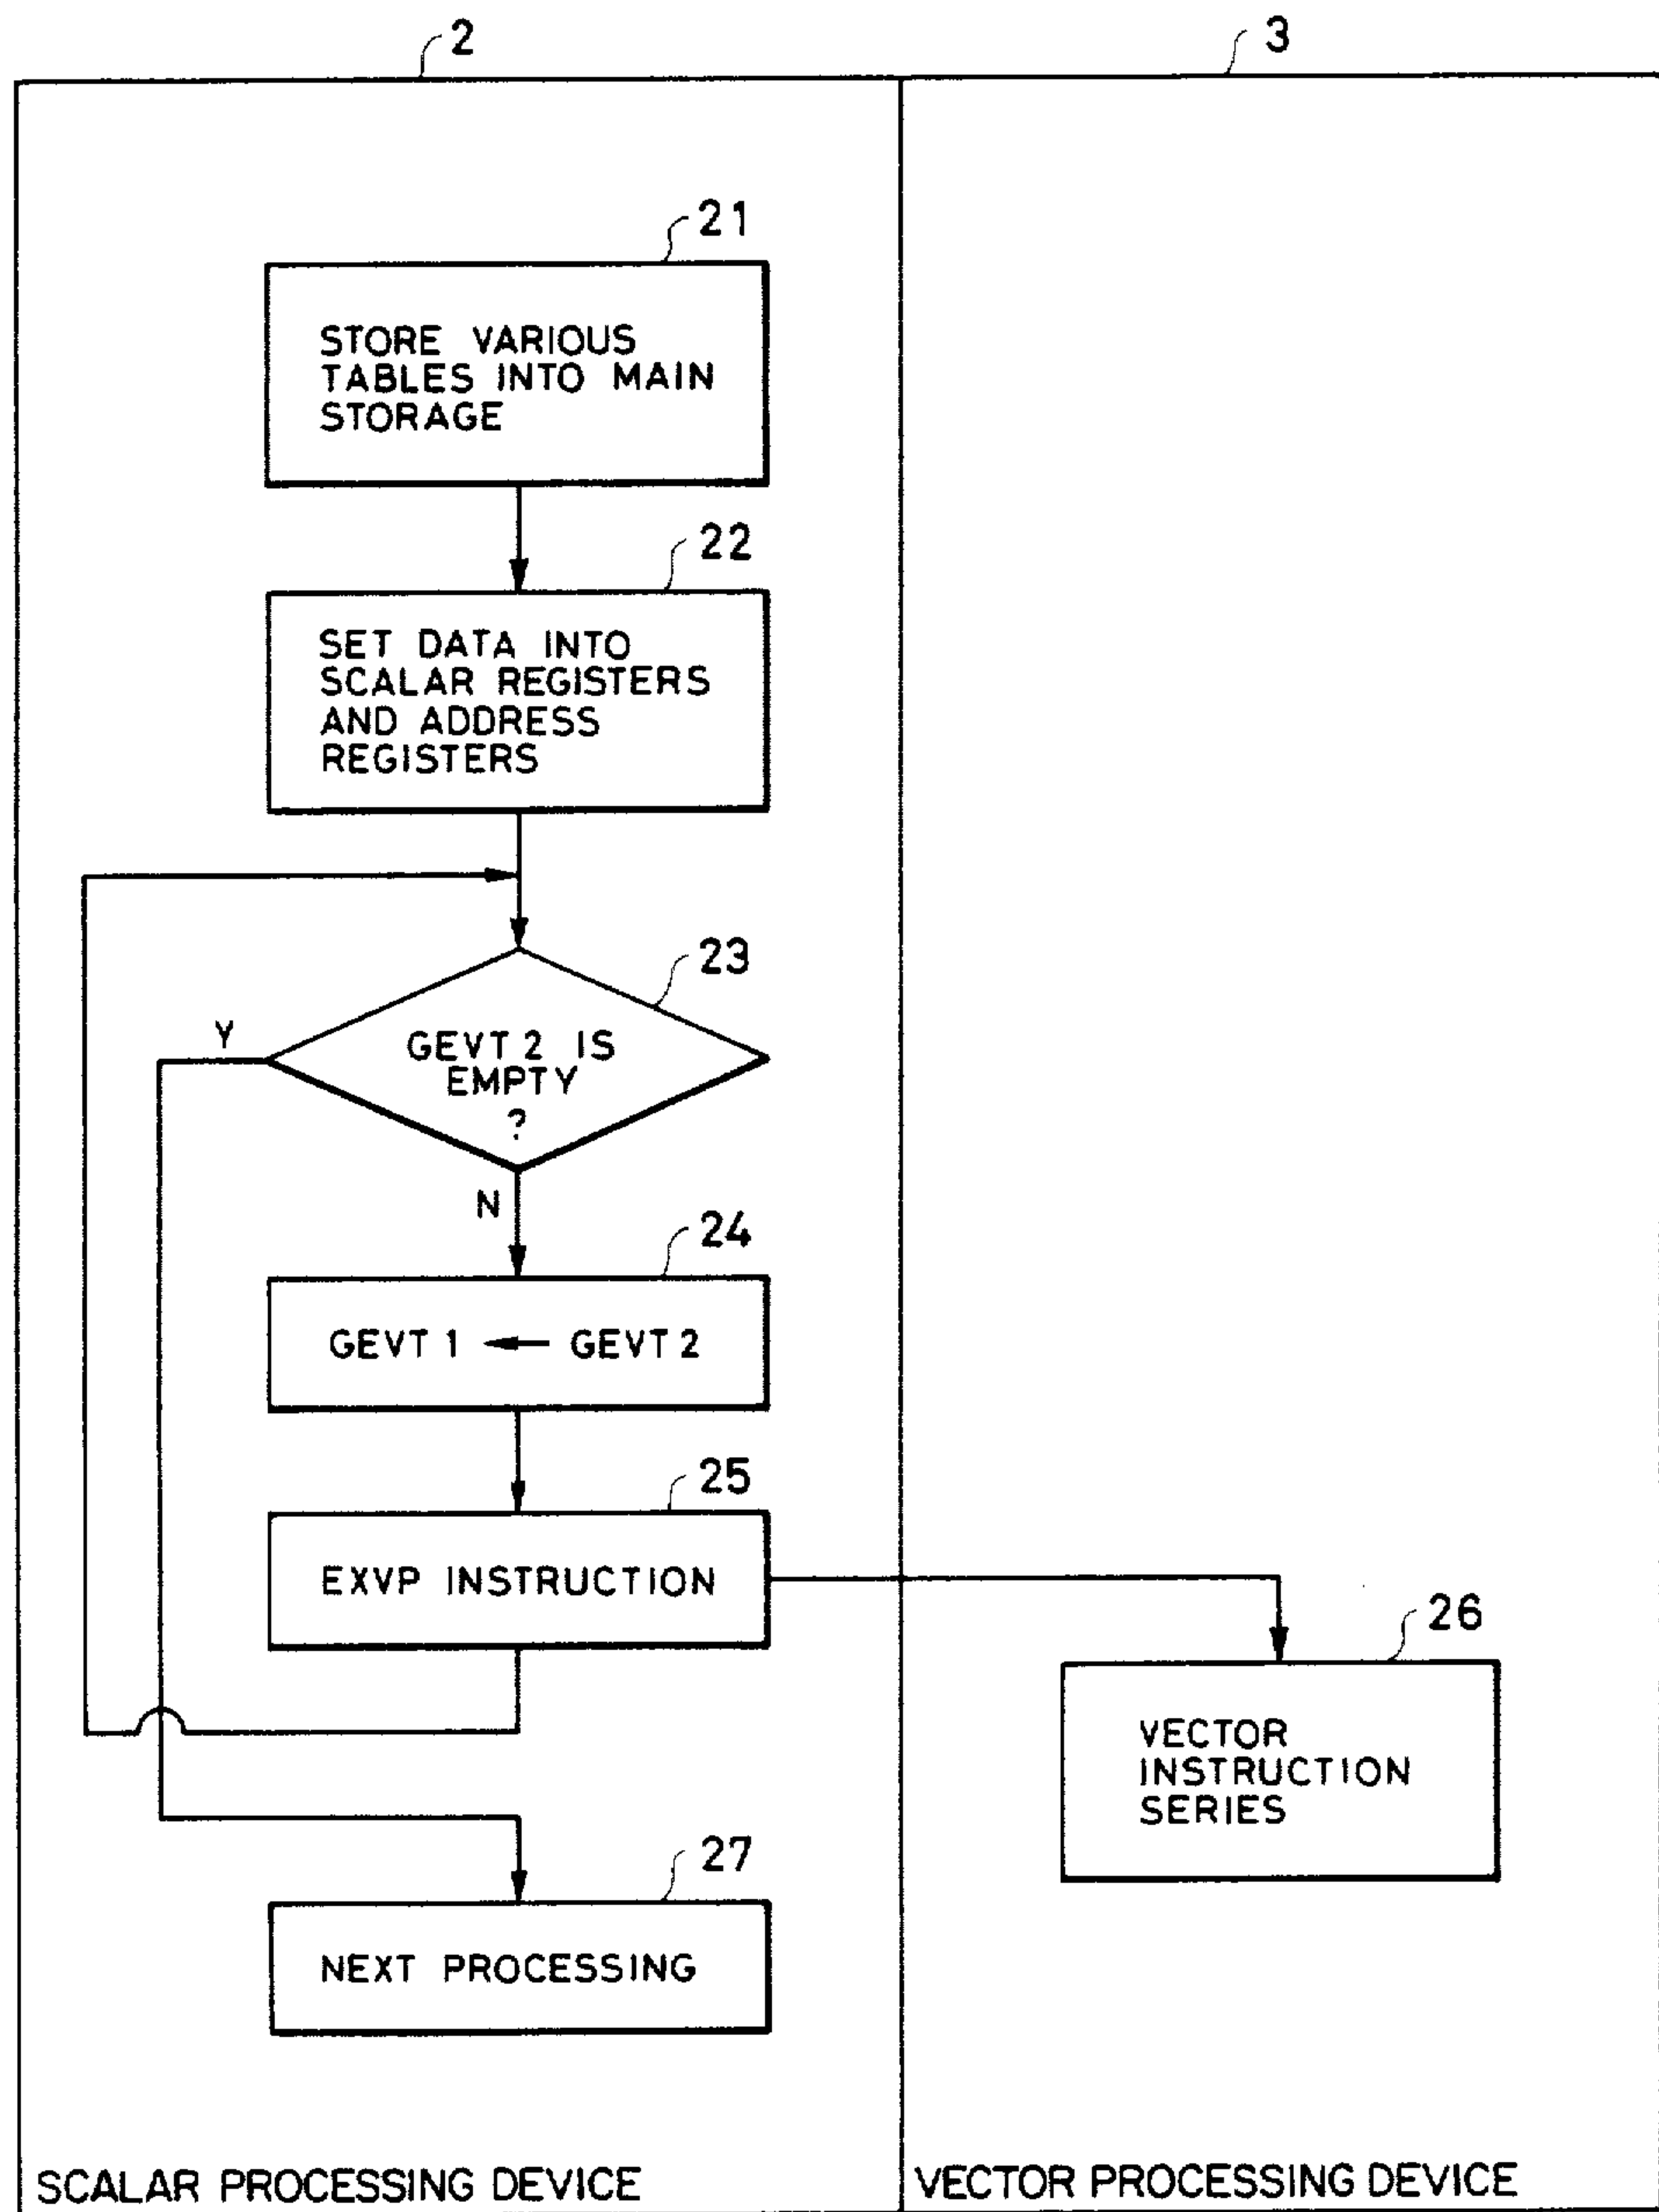 2
3
21
STORE VARIOUS
TABLES INTO MAIN
STORAGE
22
SET DATA INTO
SCALAR REGISTERS
AND ADDRESS
REGISTERS
23
Y
GEVT 2 IS
EMPTY
?
N
24
GEVT 1 ← GEVT 2
25
EXVP INSTRUCTION
26
VECTOR
INSTRUCTION
SERIES
27
NEXT PROCESSING
SCALAR PROCESSING DEVICE
VECTOR PROCESSING DEVICE